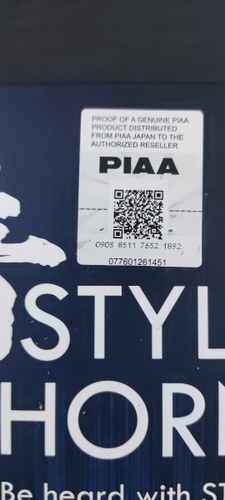 PROOF OF A GENUINE PIAA
PRODUCT DISTRIBUTED
FROM PIAA JAPAN TO THE
AUTHORIZED RESELLER
PIAA
0903 8511 7652 1892
077601261451
STYL
HORN
Be heard with ST